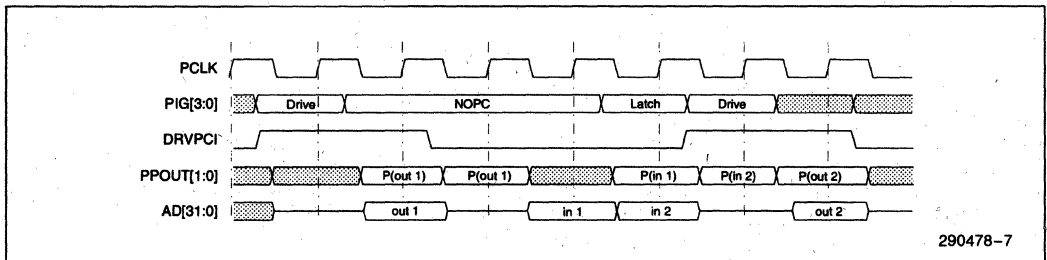 PCLK
PIG[3:0] Drive NOPC Latch Drive
DRVPCI
PPOUT[1:0] P(out 1) P(out 1) P(in 1) P(in 2) P(out 2)
AD[31:0] out 1 in 1 in 2 out 2
290478-7